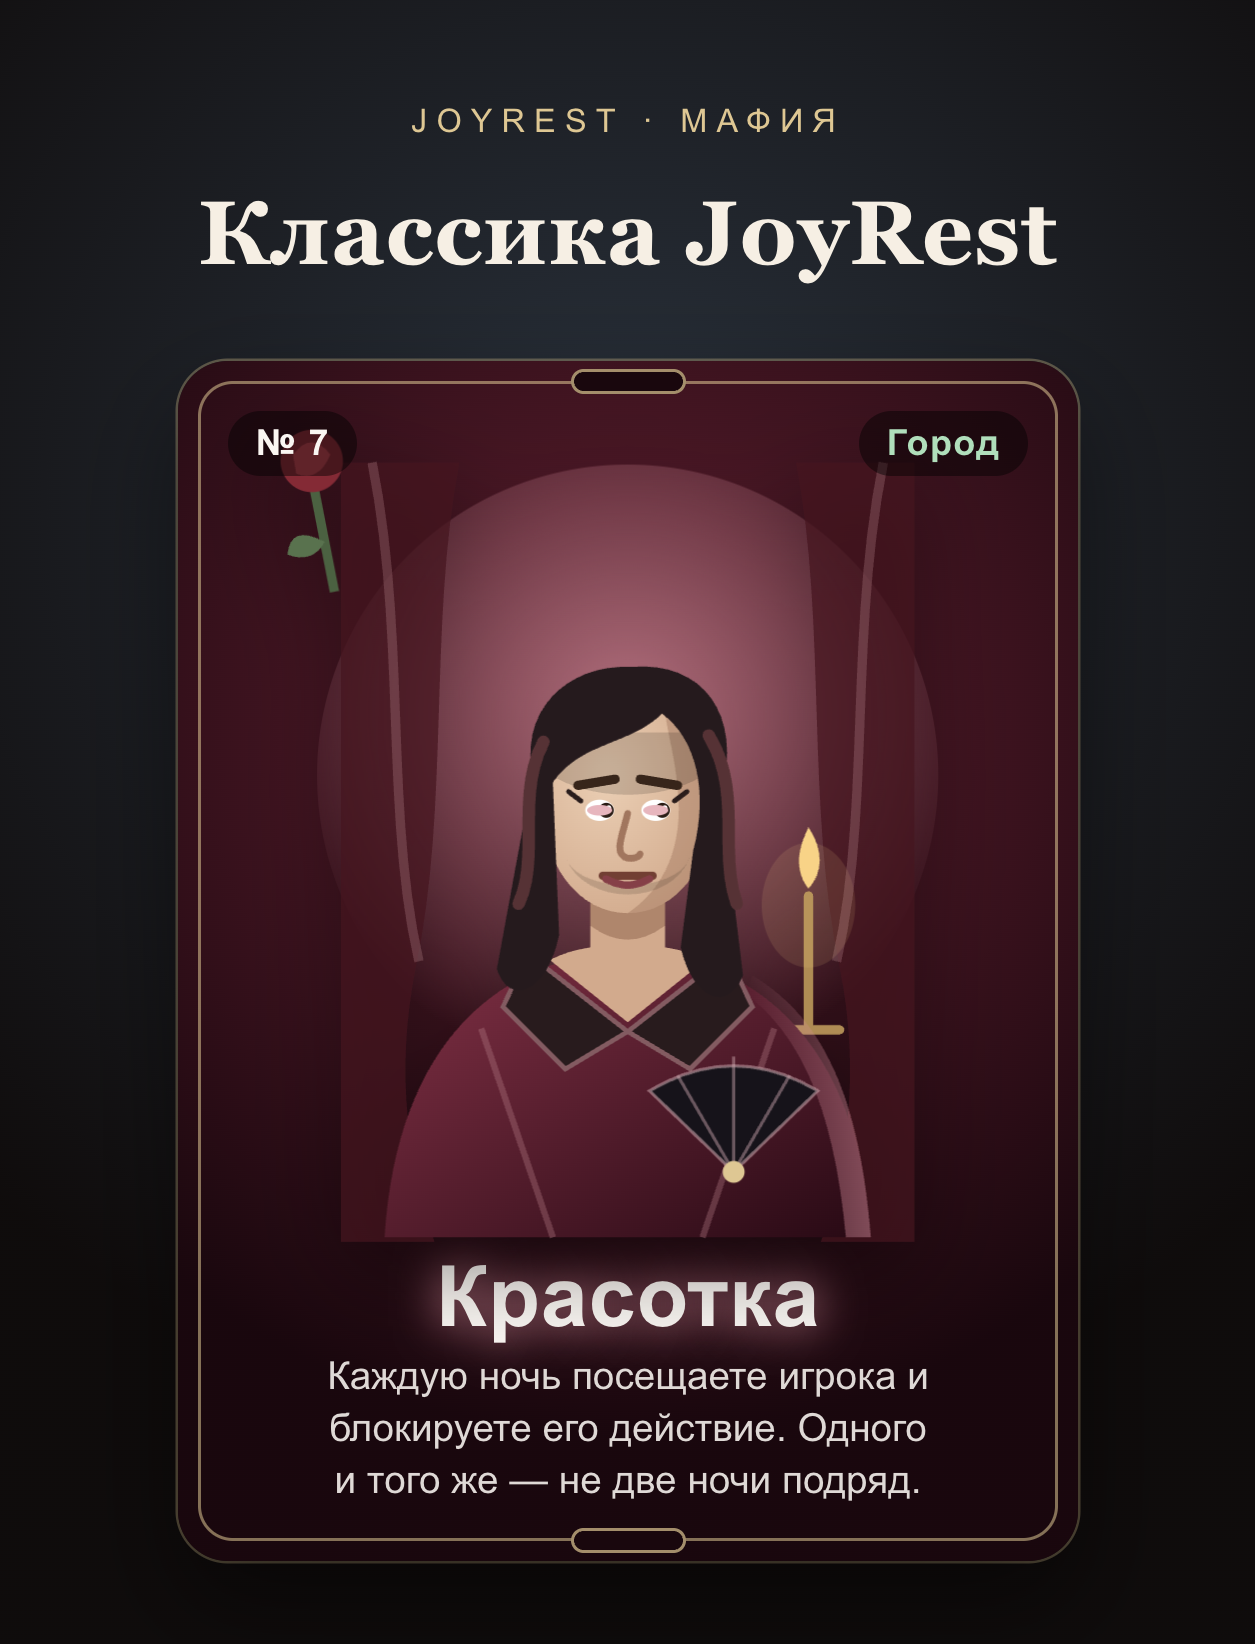 JOYREST · МАФИЯ
Классика JoyRest
№ 7
Город
Красотка
Каждую ночь посещаете игрока и
блокируете его действие. Одного
и того же — не две ночи подряд.